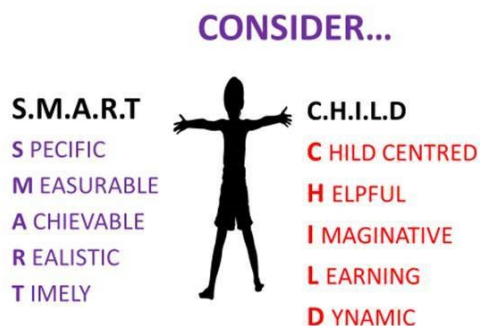 CONSIDER...
S.M.A.R.T
S PECIFIC
M EASURABLE
A CHIEVABLE
R EALISTIC
T IMELY
C.H.I.L.D
C HILD CENTRED
H ELPFUL
I MAGINATIVE
L EARNING
D YNAMIC